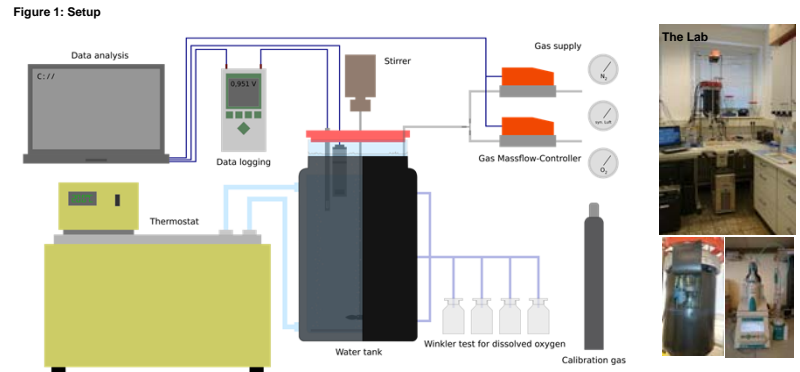 Figure 1: Setup
Data analysis
C://
0,951 V
Data logging
Stirrer
Gas supply
N2
syn. Luft
O2
Gas Massflow-Controller
The Lab
Thermostat
Water tank
Winkler test for dissolved oxygen
Calibration gas